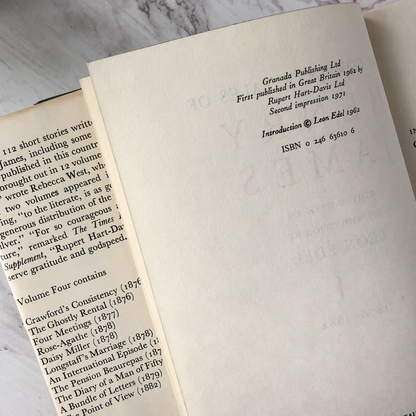 112 short stories writte
James, including some
published in this countr
brought out in 12 volume
wrote Rebecca West, wh
two volumes appeared i
ing, "to the literate, is as g
generous distribution of the
lver." "For so courageous
ture," remarked The Times
Supplement, "Rupert Hart-Da
serve gratitude and godspeed.
Volume Four contains
Crawford's Consistency (1876
The Ghostly Rental (1876)
Four Meetings (1877)
Rose-Agathe (1878)
Daisy Miller (1878)
Longstaff's Marriage (1878)
An International Episode (1
The Pension Beaurepas (187
The Diary of a Man of Fifty
A Bundle of Letters (1879)
The Point of View (1882)
Granada Publishing Ltd
First published in Great Britain 1962 by
Rupert Hart-Davis Ltd
Second impression 1971
Introduction © Leon Edel 1962
ISBN 0 246 63610 6